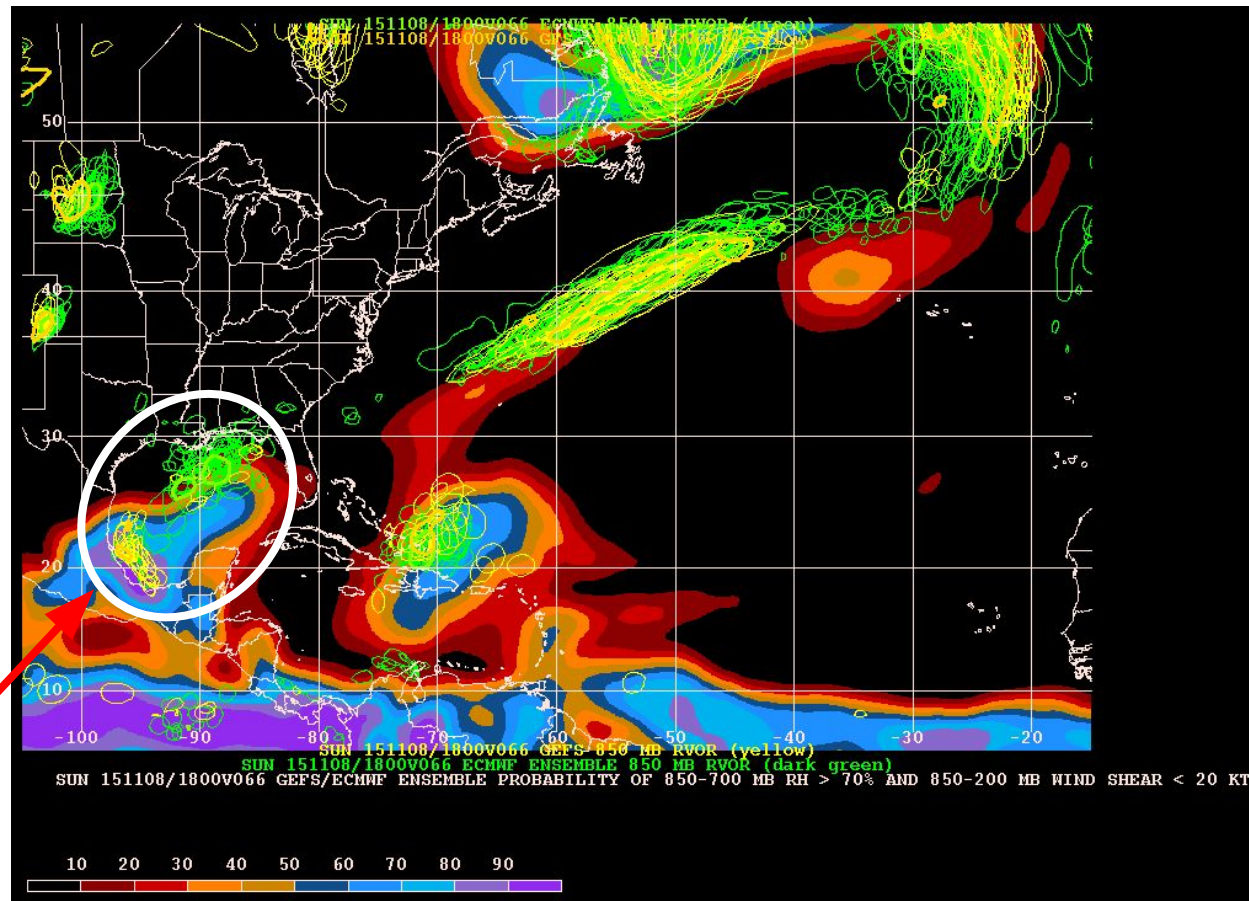 SUN 151108/1800V066 ECMWF 850 MB RVOR (green)
151108/1800V066
50
40
30
20
10
-100 -90 -80 -70 -60 -50 -40 -30 -20
SUN 151108/1800V066 GEFS 850 MB RVOR (yellow)
SUN 151108/1800V066 ECMWF ENSEMBLE 850 MB RVOR (dark green)
SUN 151108/1800V066 GEFS/ECMWF ENSEMBLE PROBABILITY OF 850-700 MB RH > 70% AND 850-200 MB WIND SHEAR < 20 KT
10 20 30 40 50 60 70 80 90